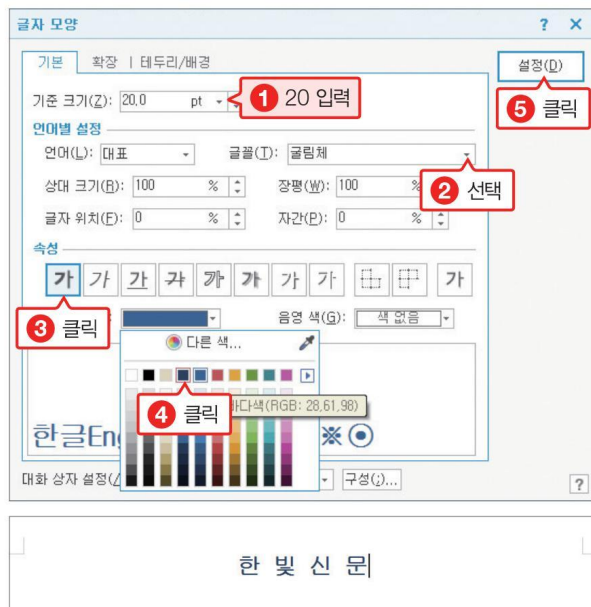 글자 모양 ? ×
기본 확장 | 테두리/배경
설정(D)
기준 크기(Z): 20.0 pt
1 20 입력
5 클릭
언어별 설정
언어(L): 대표 글꼴(T): 굴림체
상대 크기(R): 100 % 장평(W): 100 %
2 선택
글자 위치(E): 0 % 자간(P): 0 %
속성
가 가 가 가 가 가 가 가 가
3 클릭
음영 색(G): 색 없음
다른 색...
4 클릭
다색(RGB: 28,61,98)
한글Eng ※
대화 상자 설정( 구성(;)...
?
한 빛 신 문